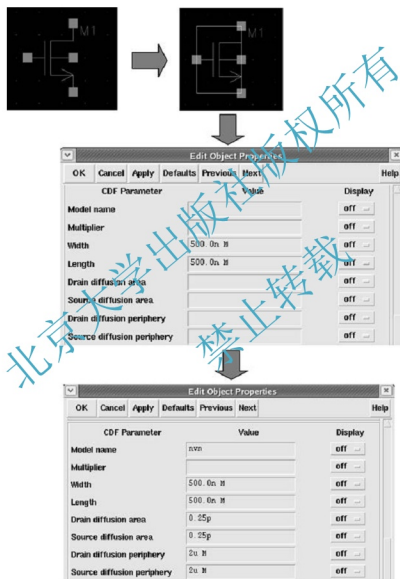 M1
M1
Edit Object Properties
OK Cancel Apply Defaults Previous Next Help
CDF Parameter Value Display
Model name off
Multiplier off
Width 500.0n M off
Length 500.0n M off
Drain diffusion area off
Source diffusion area off
Drain diffusion periphery off
Source diffusion periphery off
北京大学出版社版权所有
禁止转载
Edit Object Properties
OK Cancel Apply Defaults Previous Next Help
CDF Parameter Value Display
Model name nvn off
Multiplier off
Width 500.0n M off
Length 500.0n M off
Drain diffusion area 0.25p off
Source diffusion area 0.25p off
Drain diffusion periphery 2u M off
Source diffusion periphery 2u M off